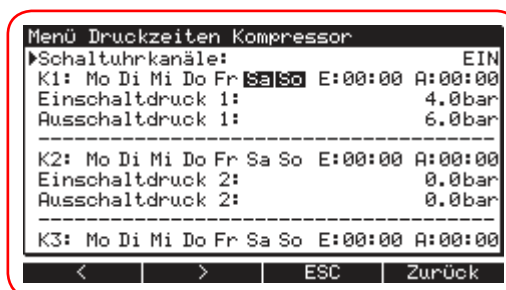 Menü Druckzeiten Kompressor
▶Schaltuhrkanäle: EIN
K1: Mo Di Mi Do Fr Sa So E:00:00 A:00:00
Einschaltdruck 1: 4.0bar
Ausschaltdruck 1: 6.0bar
----------------------------------------
K2: Mo Di Mi Do Fr Sa So E:00:00 A:00:00
Einschaltdruck 2: 0.0bar
Ausschaltdruck 2: 0.0bar
----------------------------------------
K3: Mo Di Mi Do Fr Sa So E:00:00 A:00:00
< > ESC Zurück